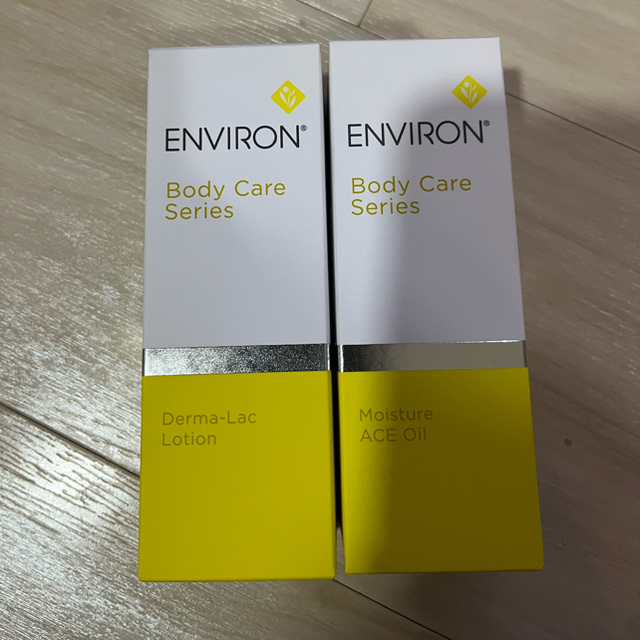 ENVIRON®
Body Care
Series
Derma-Lac
Lotion
ENVIRON®
Body Care
Series
Moisture
ACE Oil